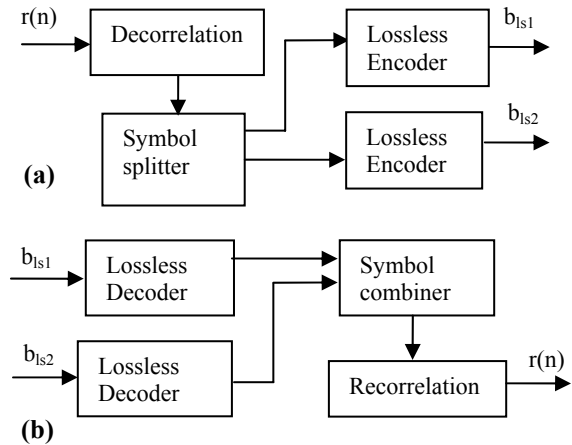 r(n)
Decorrelation
Lossless
Encoder
b_ls1
Symbol
splitter
Lossless
Encoder
b_ls2
(a)
b_ls1
Lossless
Decoder
Symbol
combiner
b_ls2
Lossless
Decoder
Recorrelation
r(n)
(b)